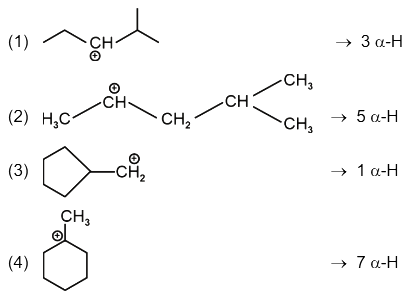 (1) CH ⊕ → 3 α-H
CH₃
(2) H₃C CH ⊕ CH₂ CH → 5 α-H
CH₃
(3) CH₂ ⊕ → 1 α-H
CH₃
⊕
(4) → 7 α-H